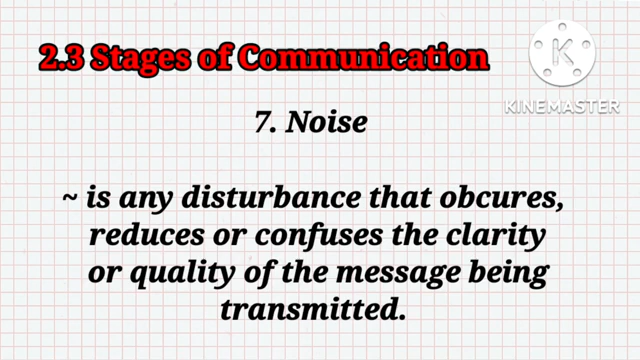 2.3 Stages of Communication
K
KINEMASTER
7. Noise
~ is any disturbance that obcures,
reduces or confuses the clarity
or quality of the message being
transmitted.